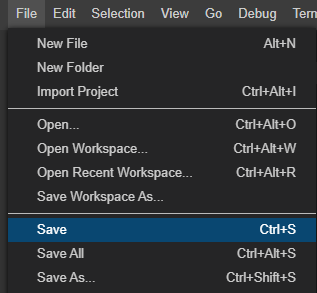 File Edit Selection View Go Debug
New File Alt+N
New Folder
Import Project Ctrl+Alt+I
Open... Ctrl+Alt+O
Open Workspace... Ctrl+Alt+W
Open Recent Workspace... Ctrl+Alt+R
Save Workspace As...
Save Ctrl+S
Save All Ctrl+Alt+S
Save As... Ctrl+Shift+S